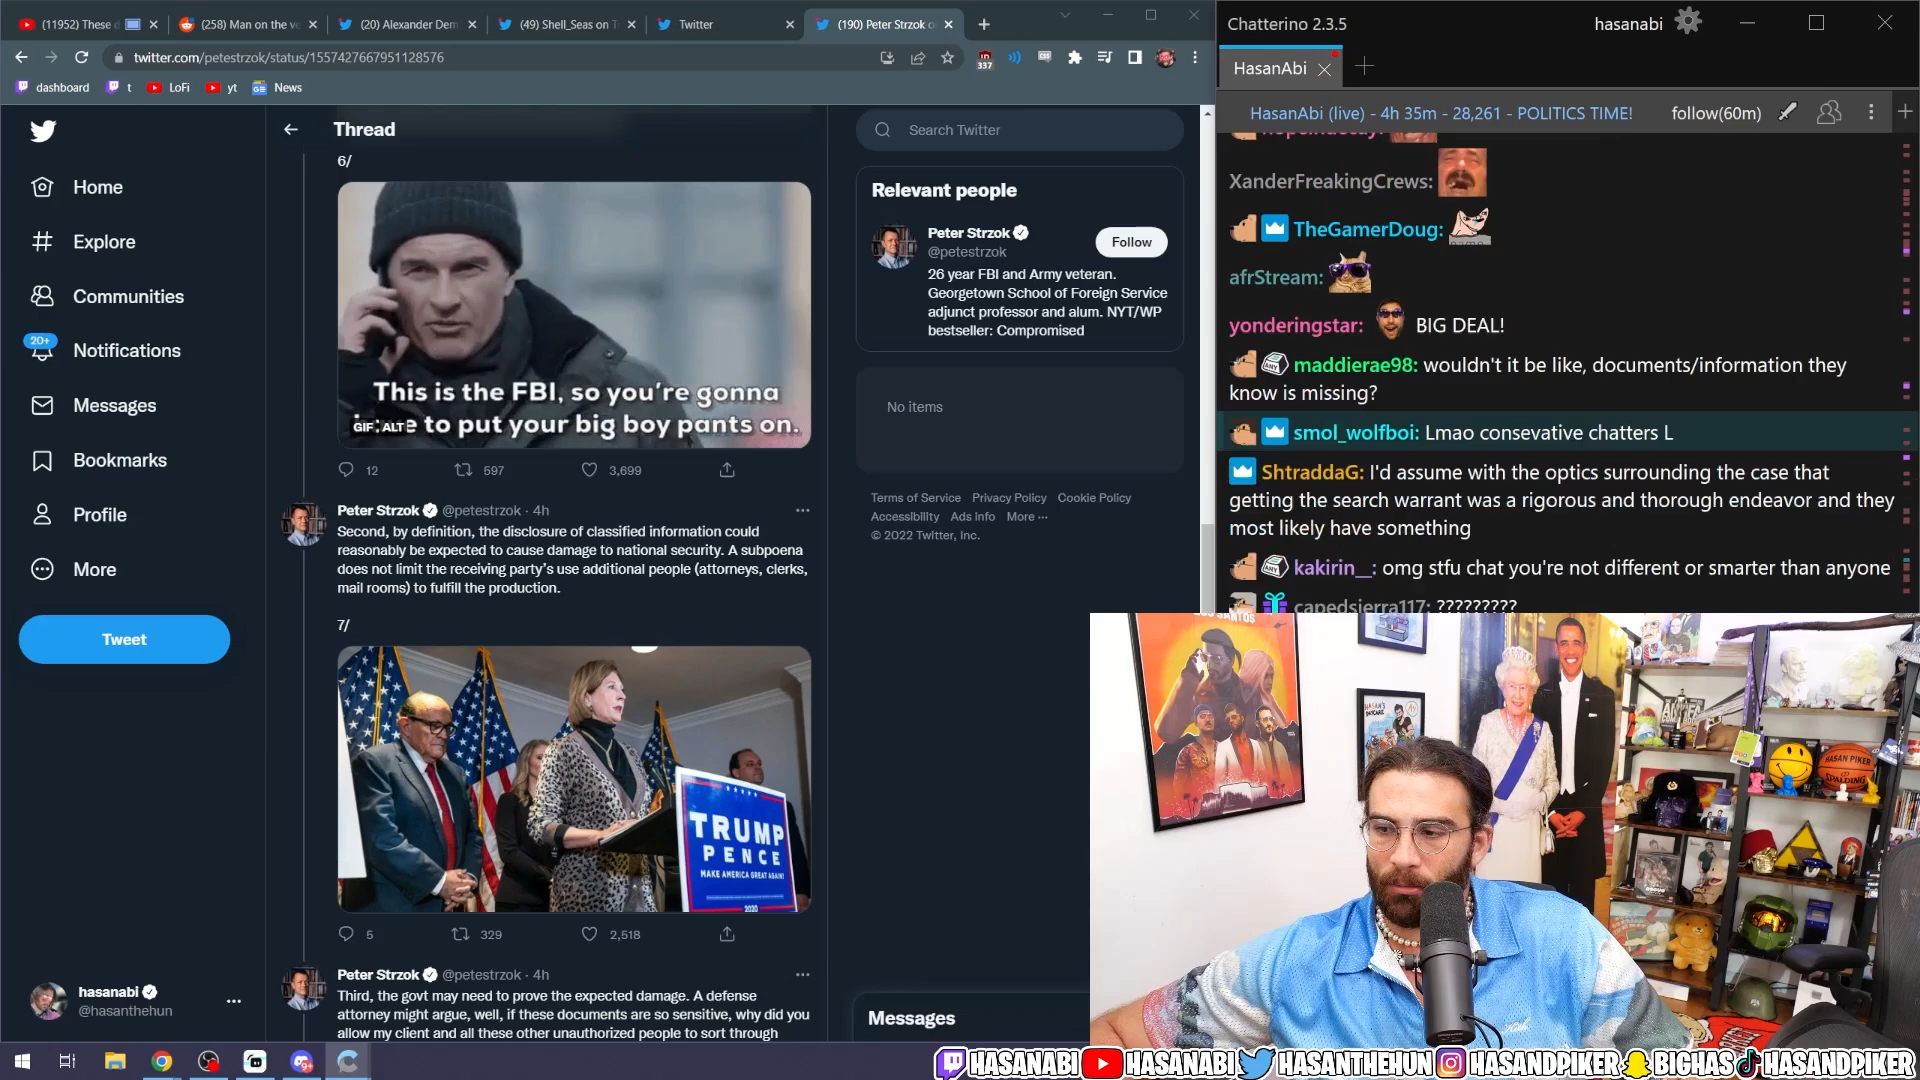 (11952) These d
(258) Man on the v
(20) Alexander Dem
(49) Shell_Seas on T
Twitter
(190) Peter Strzok o
twitter.com/petestrzok/status/1557427667951128576
337
dashboard
t
LoFi
yt
News
Thread
6/
This is the FBI, so you're gonna
e to put your big boy pants on.
GIF
ALT
12
597
3,699
Peter Strzok @petestrzok · 4h
Second, by definition, the disclosure of classified information could
reasonably be expected to cause damage to national security. A subpoena
does not limit the receiving party's use additional people (attorneys, clerks,
mail rooms) to fulfill the production.
7/
TRUMP
PENCE
MAKE AMERICA GREAT AGAIN!
2020
5
329
2,518
Peter Strzok @petestrzok · 4h
Third, the govt may need to prove the expected damage. A defense
attorney might argue, well, if these documents are so sensitive, why did you
allow my client and all these other unauthorized people to sort through
Home
Explore
Communities
20+
Notifications
Messages
Bookmarks
Profile
More
Tweet
hasanabi
@hasanthehun
Search Twitter
Relevant people
Peter Strzok
@petestrzok
Follow
26 year FBI and Army veteran.
Georgetown School of Foreign Service
adjunct professor and alum. NYT/WP
bestseller: Compromised
No items
Terms of Service Privacy Policy Cookie Policy
Accessibility Ads info More ···
© 2022 Twitter, Inc.
Messages
Chatterino 2.3.5
hasanabi
HasanAbi
HasanAbi (live) - 4h 35m - 28,261 - POLITICS TIME!
follow(60m)
XanderFreakingCrews:
TheGamerDoug:
afrStream:
yonderingstar: BIG DEAL!
maddierae98: wouldn't it be like, documents/information they
know is missing?
smol_wolfboi: Lmao consevative chatters L
ShtraddaG: I'd assume with the optics surrounding the case that
getting the search warrant was a rigorous and thorough endeavor and they
most likely have something
kakirin__: omg stfu chat you're not different or smarter than anyone
capedsierra117: ?????????
LOS SANTOS
HASAN PIKER
SPALDING
HASANABI
HASANABI
HASANTHEHUN
HASANDPIKER
BIGHAS
HASANDPIKER